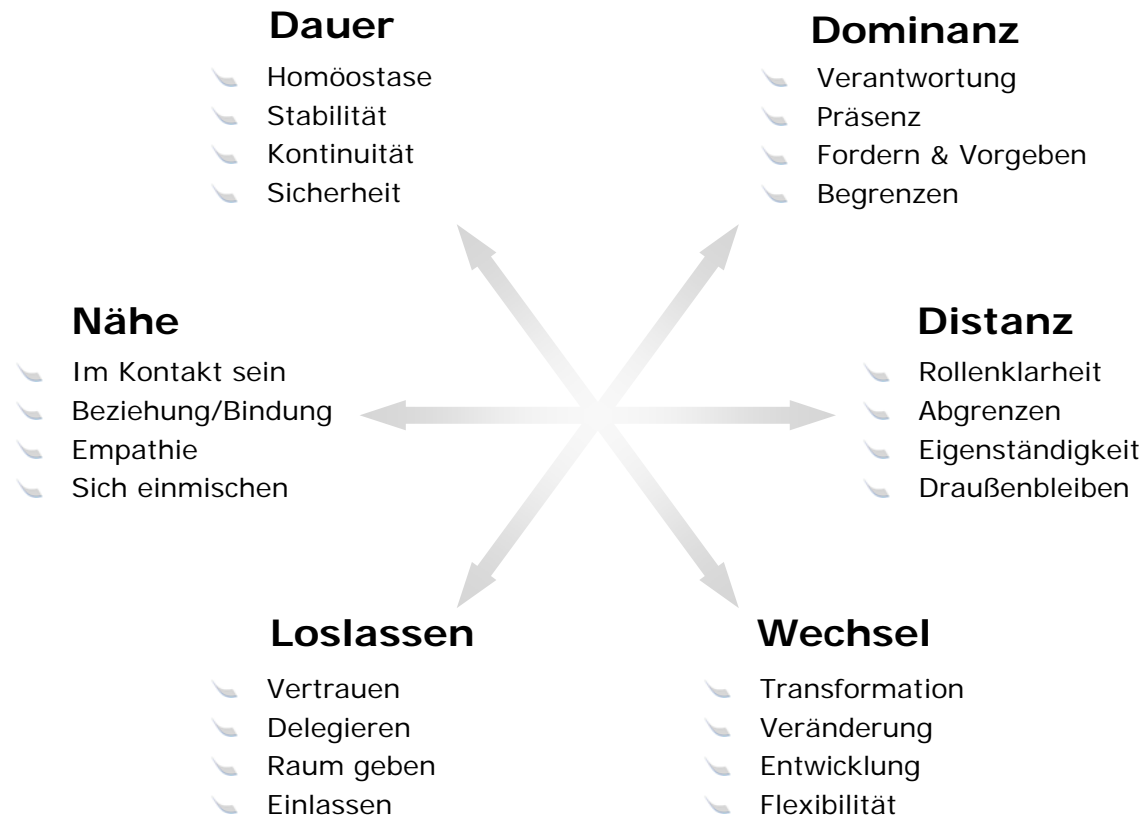 Dauer
Homöostase
Stabilität
Kontinuität
Sicherheit
Dominanz
Verantwortung
Präsenz
Fordern & Vorgeben
Begrenzen
Nähe
Im Kontakt sein
Beziehung/Bindung
Empathie
Sich einmischen
Distanz
Rollenklarheit
Abgrenzen
Eigenständigkeit
Draußenbleiben
Loslassen
Vertrauen
Delegieren
Raum geben
Einlassen
Wechsel
Transformation
Veränderung
Entwicklung
Flexibilität